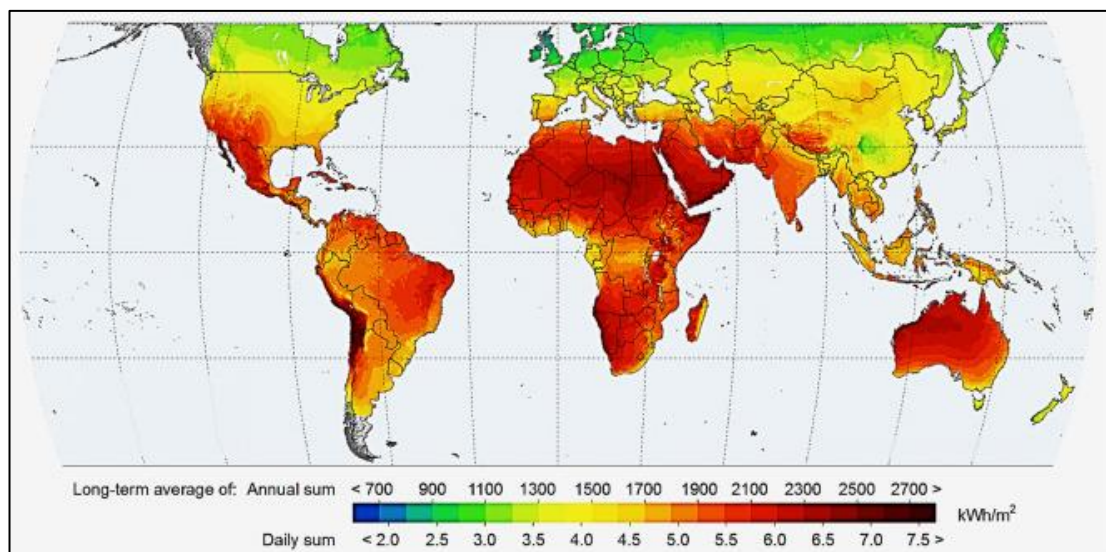 Long-term average of: Annual sum < 700 900 1100 1300 1500 1700 1900 2100 2300 2500 2700 >
kWh/m²
Daily sum < 2.0 2.5 3.0 3.5 4.0 4.5 5.0 5.5 6.0 6.5 7.0 7.5 >